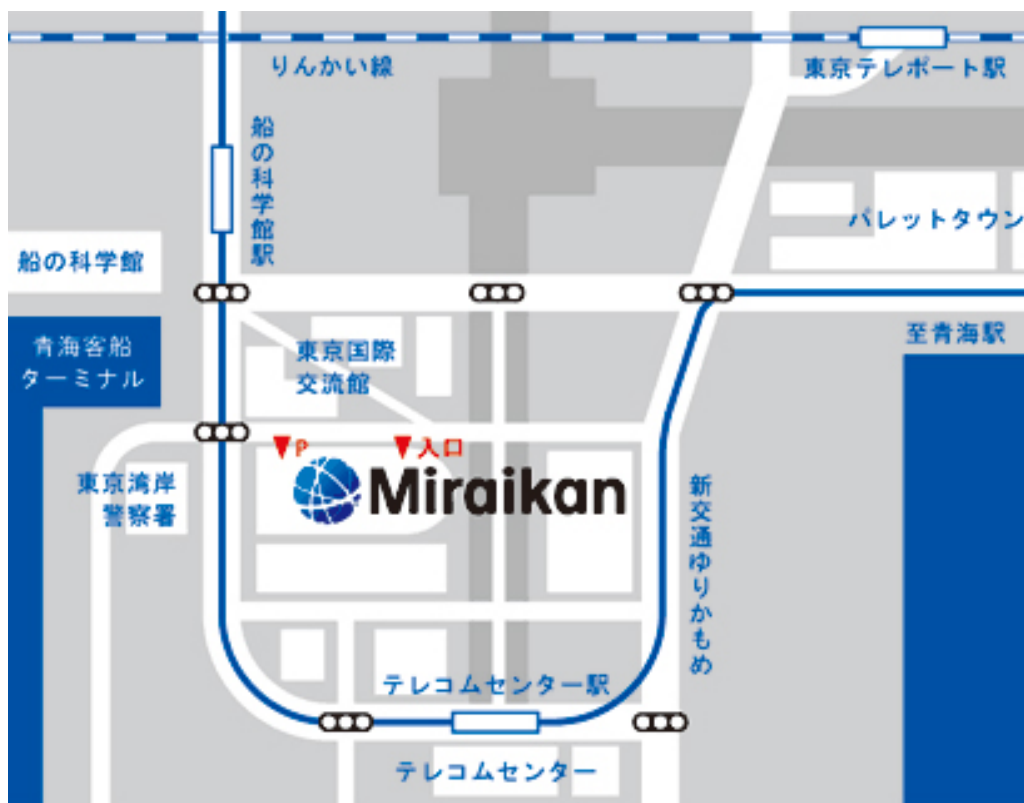 りんかい線
東京テレポート駅
船の科学館駅
パレットタウン
船の科学館
青海客船
ターミナル
至青海駅
東京国際
交流館
P
入口
Miraikan
東京湾岸
警察署
新交通ゆりかもめ
テレコムセンター駅
テレコムセンター